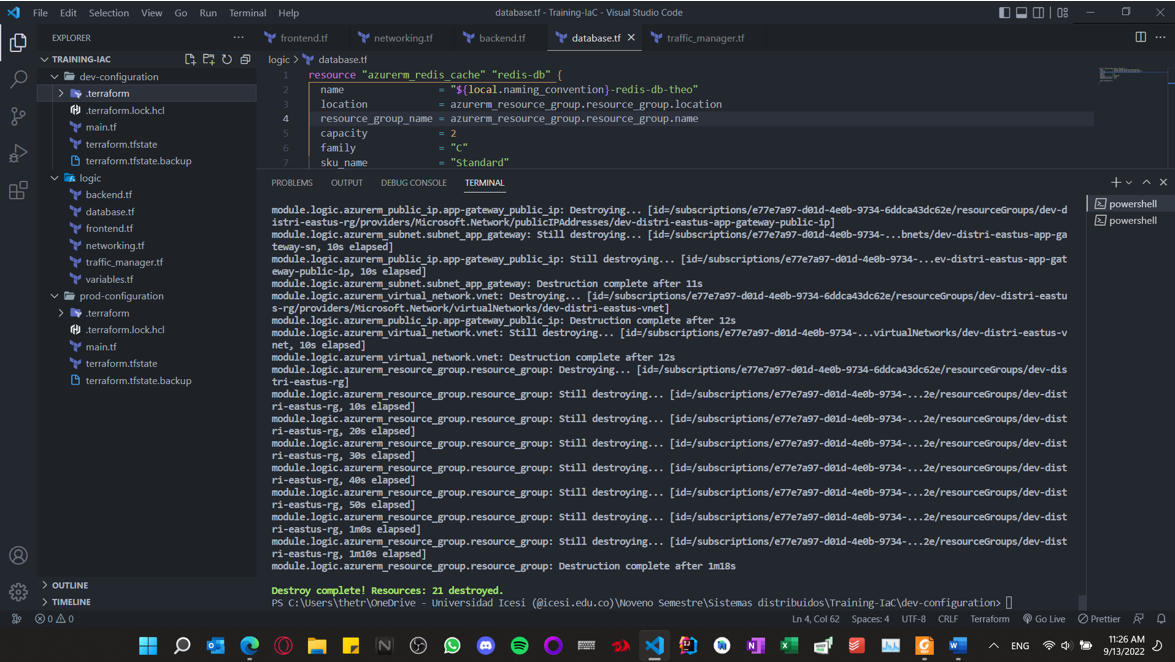 File Edit Selection View Go Run Terminal Help
database.tf - Training-IaC - Visual Studio Code
EXPLORER
TRAINING-IAC
dev-configuration
.terraform
.terraform.lock.hcl
main.tf
terraform.tfstate
terraform.tfstate.backup
logic
backend.tf
database.tf
frontend.tf
networking.tf
traffic_manager.tf
variables.tf
prod-configuration
.terraform
.terraform.lock.hcl
main.tf
terraform.tfstate
terraform.tfstate.backup
OUTLINE
TIMELINE
frontend.tf networking.tf backend.tf database.tf traffic_manager.tf
logic > database.tf
1 resource "azurerm_redis_cache" "redis-db" {
2 name = "${local.naming_convention}-redis-db-theo"
3 location = azurerm_resource_group.resource_group.location
4 resource_group_name = azurerm_resource_group.resource_group.name
5 capacity = 2
6 family = "C"
7 sku_name = "Standard"
PROBLEMS OUTPUT DEBUG CONSOLE TERMINAL
powershell
powershell
module.logic.azurerm_public_ip.app-gateway_public_ip: Destroying... [id=/subscriptions/e77e7a97-d01d-4e0b-9734-6ddca43dc62e/resourceGroups/dev-d
istri-eastus-rg/providers/Microsoft.Network/publicIPAddresses/dev-distri-eastus-app-gateway-public-ip]
module.logic.azurerm_subnet.subnet_app_gateway: Still destroying... [id=/subscriptions/e77e7a97-d01d-4e0b-9734-...bnets/dev-distri-eastus-app-ga
teway-sn, 10s elapsed]
module.logic.azurerm_public_ip.app-gateway_public_ip: Still destroying... [id=/subscriptions/e77e7a97-d01d-4e0b-9734-...ev-distri-eastus-app-gat
eway-public-ip, 10s elapsed]
module.logic.azurerm_subnet.subnet_app_gateway: Destruction complete after 11s
module.logic.azurerm_virtual_network.vnet: Destroying... [id=/subscriptions/e77e7a97-d01d-4e0b-9734-6ddca43dc62e/resourceGroups/dev-distri-eastu
s-rg/providers/Microsoft.Network/virtualNetworks/dev-distri-eastus-vnet]
module.logic.azurerm_public_ip.app-gateway_public_ip: Destruction complete after 12s
module.logic.azurerm_virtual_network.vnet: Still destroying... [id=/subscriptions/e77e7a97-d01d-4e0b-9734-...virtualNetworks/dev-distri-eastus-v
net, 10s elapsed]
module.logic.azurerm_virtual_network.vnet: Destruction complete after 12s
module.logic.azurerm_resource_group.resource_group: Destroying... [id=/subscriptions/e77e7a97-d01d-4e0b-9734-6ddca43dc62e/resourceGroups/dev-dis
tri-eastus-rg]
module.logic.azurerm_resource_group.resource_group: Still destroying... [id=/subscriptions/e77e7a97-d01d-4e0b-9734-...2e/resourceGroups/dev-dist
ri-eastus-rg, 10s elapsed]
module.logic.azurerm_resource_group.resource_group: Still destroying... [id=/subscriptions/e77e7a97-d01d-4e0b-9734-...2e/resourceGroups/dev-dist
ri-eastus-rg, 20s elapsed]
module.logic.azurerm_resource_group.resource_group: Still destroying... [id=/subscriptions/e77e7a97-d01d-4e0b-9734-...2e/resourceGroups/dev-dist
ri-eastus-rg, 30s elapsed]
module.logic.azurerm_resource_group.resource_group: Still destroying... [id=/subscriptions/e77e7a97-d01d-4e0b-9734-...2e/resourceGroups/dev-dist
ri-eastus-rg, 40s elapsed]
module.logic.azurerm_resource_group.resource_group: Still destroying... [id=/subscriptions/e77e7a97-d01d-4e0b-9734-...2e/resourceGroups/dev-dist
ri-eastus-rg, 50s elapsed]
module.logic.azurerm_resource_group.resource_group: Still destroying... [id=/subscriptions/e77e7a97-d01d-4e0b-9734-...2e/resourceGroups/dev-dist
ri-eastus-rg, 1m0s elapsed]
module.logic.azurerm_resource_group.resource_group: Still destroying... [id=/subscriptions/e77e7a97-d01d-4e0b-9734-...2e/resourceGroups/dev-dist
ri-eastus-rg, 1m10s elapsed]
module.logic.azurerm_resource_group.resource_group: Destruction complete after 1m18s
Destroy complete! Resources: 21 destroyed.
PS C:\Users\thetr\OneDrive - Universidad Icesi (@icesi.edu.co)\Noveno Semestre\Sistemas distribuidos\Training-IaC\dev-configuration>
0 0 Ln 4, Col 62 Spaces: 4 UTF-8 CRLF Terraform Go Live Prettier
ENG 11:26 AM
9/13/2022